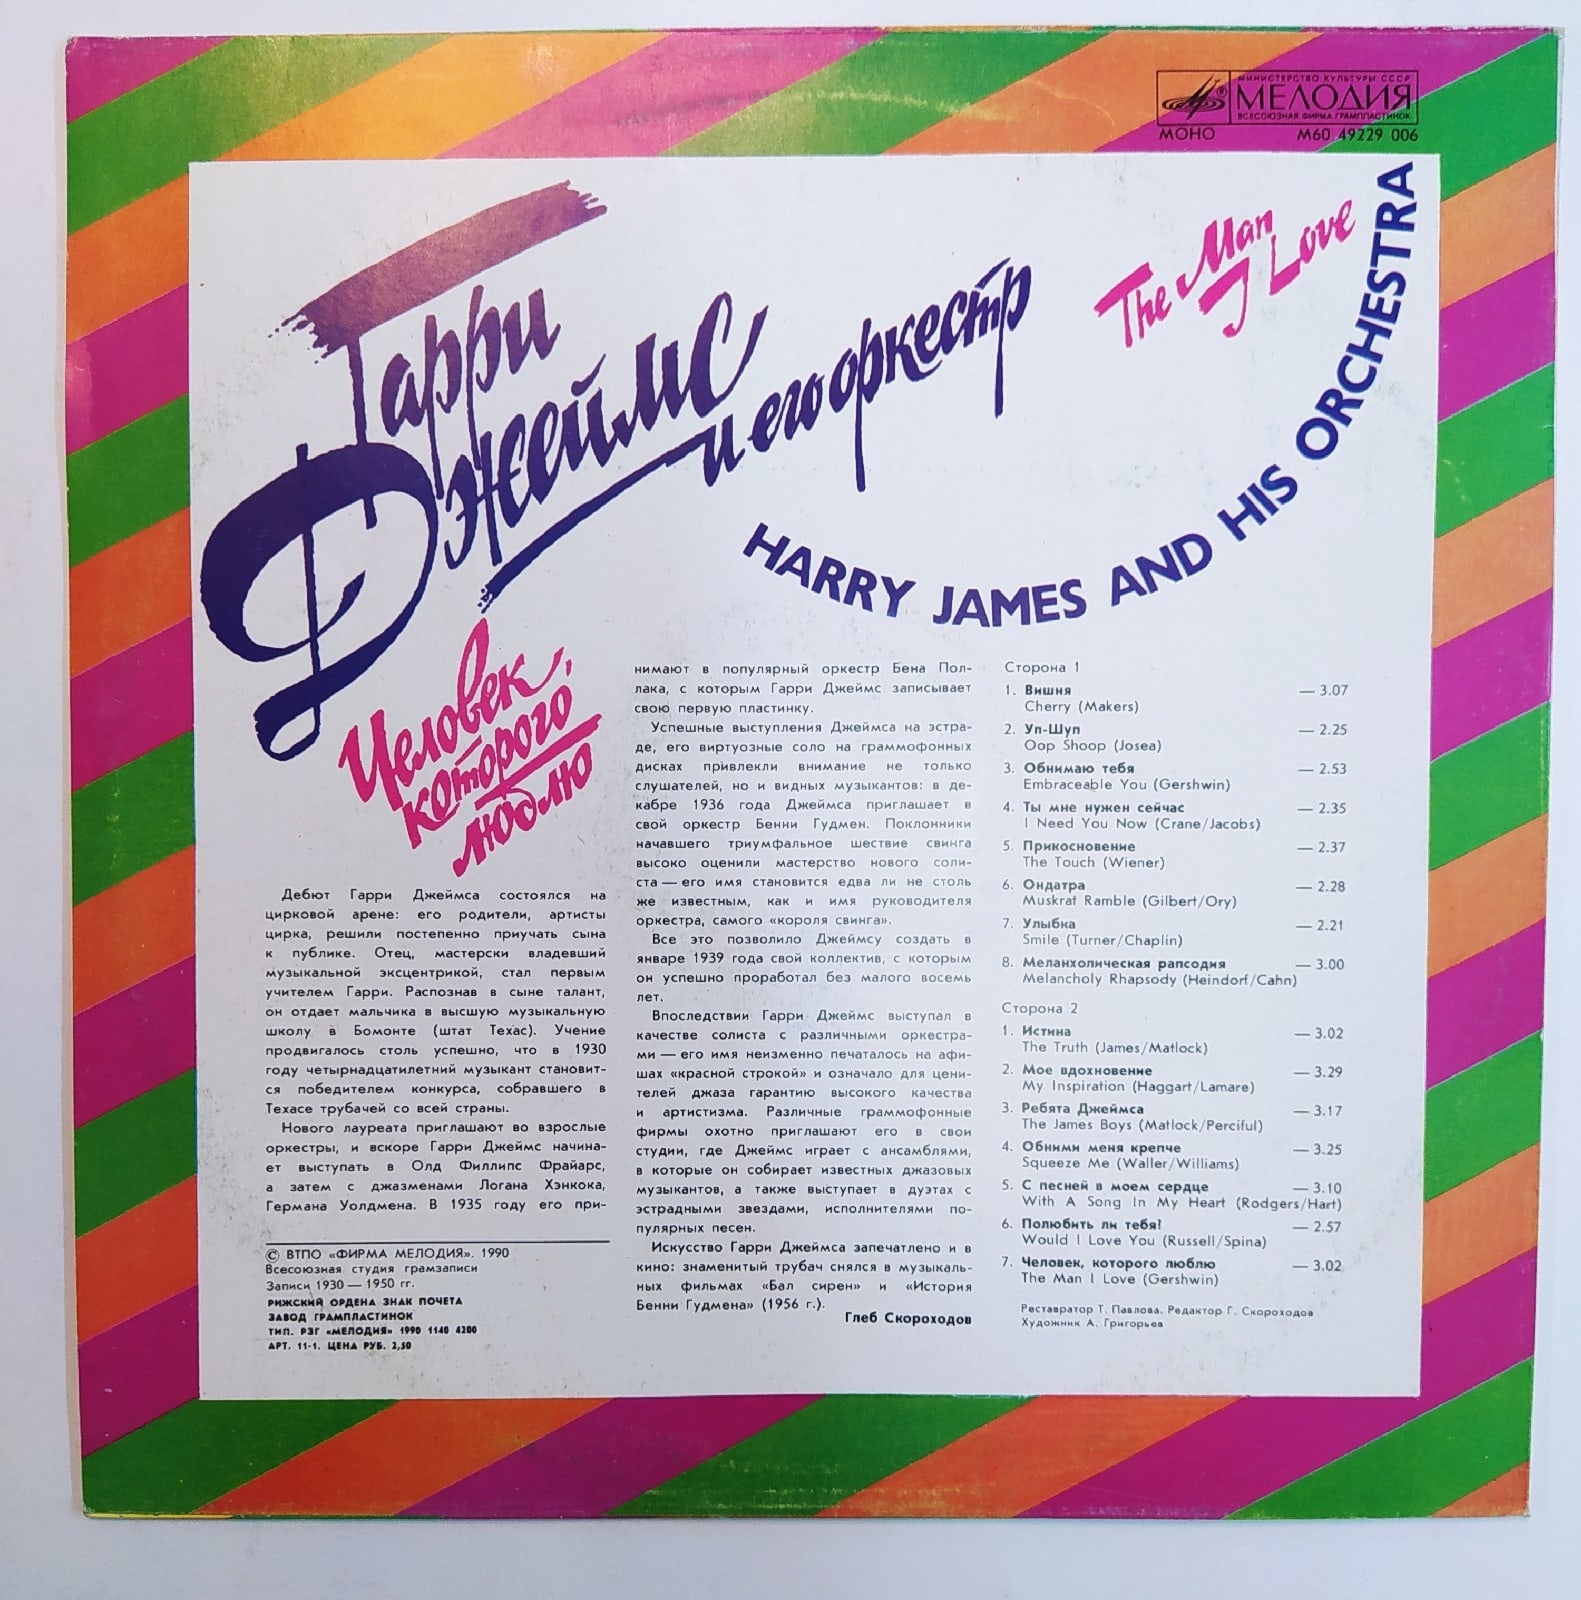 МИНИСТЕРСТВО КУЛЬТУРЫ СССР
МЕЛОДИЯ
ВСЕСОЮЗНАЯ ФИРМА ГРАМПЛАСТИНОК
МОНО М60 49229 006
Гарри
Джеймс
и его оркестр
The Man
I Love
HARRY JAMES AND HIS ORCHESTRA
Человек,
которого
люблю
Дебют Гарри Джеймса состоялся на
цирковой арене: его родители, артисты
цирка, решили постепенно приучать сына
к публике. Отец, мастерски владевший
музыкальной эксцентрикой, стал первым
учителем Гарри. Распознав в сыне талант,
он отдает мальчика в высшую музыкальную
школу в Бомонте (штат Техас). Учение
продвигалось столь успешно, что в 1930
году четырнадцатилетний музыкант становит-
ся победителем конкурса, собравшего в
Техасе трубачей со всей страны.
Нового лауреата приглашают во взрослые
оркестры, и вскоре Гарри Джеймс начина-
ет выступать в Олд Филлипс Фрайарс,
а затем с джазменами Логана Хэнкока,
Германа Уолдмена. В 1935 году его при-
© ВТПО «ФИРМА МЕЛОДИЯ». 1990
Всесоюзная студия грамзаписи
Записи 1930 — 1950 гг.
РИЖСКИЙ ОРДЕНА ЗНАК ПОЧЕТА
ЗАВОД ГРАМПЛАСТИНОК
ТИП. РЗГ «МЕЛОДИЯ» 1990 1140 4200
АРТ. 11-1. ЦЕНА РУБ. 2,50
нимают в популярный оркестр Бена Пол-
лака, с которым Гарри Джеймс записывает
свою первую пластинку.
Успешные выступления Джеймса на эстра-
де, его виртуозные соло на граммофонных
дисках привлекли внимание не только
слушателей, но и видных музыкантов: в де-
кабре 1936 года Джеймса приглашает в
свой оркестр Бенни Гудмен. Поклонники
начавшего триумфальное шествие свинга
высоко оценили мастерство нового соли-
ста — его имя становится едва ли не столь
же известным, как и имя руководителя
оркестра, самого «короля свинга».
Все это позволило Джеймсу создать в
январе 1939 года свой коллектив, с которым
он успешно проработал без малого восемь
лет.
Впоследствии Гарри Джеймс выступал в
качестве солиста с различными оркестра-
ми — его имя неизменно печаталось на афи-
шах «красной строкой» и означало для цени-
телей джаза гарантию высокого качества
и артистизма. Различные граммофонные
фирмы охотно приглашают его в свои
студии, где Джеймс играет с ансамблями,
в которые он собирает известных джазовых
музыкантов, а также выступает в дуэтах с
эстрадными звездами, исполнителями по-
пулярных песен.
Искусство Гарри Джеймса запечатлено и в
кино: знаменитый трубач снялся в музыкаль-
ных фильмах «Бал сирен» и «История
Бенни Гудмена» (1956 г.).
Глеб Скороходов
Сторона 1
1. Вишня — 3.07
Cherry (Makers)
2. Уп-Шуп — 2.25
Oop Shoop (Josea)
3. Обнимаю тебя — 2.53
Embraceable You (Gershwin)
4. Ты мне нужен сейчас — 2.35
I Need You Now (Crane/Jacobs)
5. Прикосновение — 2.37
The Touch (Wiener)
6. Ондатра — 2.28
Muskrat Ramble (Gilbert/Ory)
7. Улыбка — 2.21
Smile (Turner/Chaplin)
8. Меланхолическая рапсодия — 3.00
Melancholy Rhapsody (Heindorf/Cahn)
Сторона 2
1. Истина — 3.02
The Truth (James/Matlock)
2. Мое вдохновение — 3.29
My Inspiration (Haggart/Lamare)
3. Ребята Джеймса — 3.17
The James Boys (Matlock/Perciful)
4. Обними меня крепче — 3.25
Squeeze Me (Waller/Williams)
5. С песней в моем сердце — 3.10
With A Song In My Heart (Rodgers/Hart)
6. Полюбить ли тебя! — 2.57
Would I Love You (Russell/Spina)
7. Человек, которого люблю — 3.02
The Man I Love (Gershwin)
Реставратор Т. Павлова. Редактор Г. Скороходов
Художник А. Григорьев